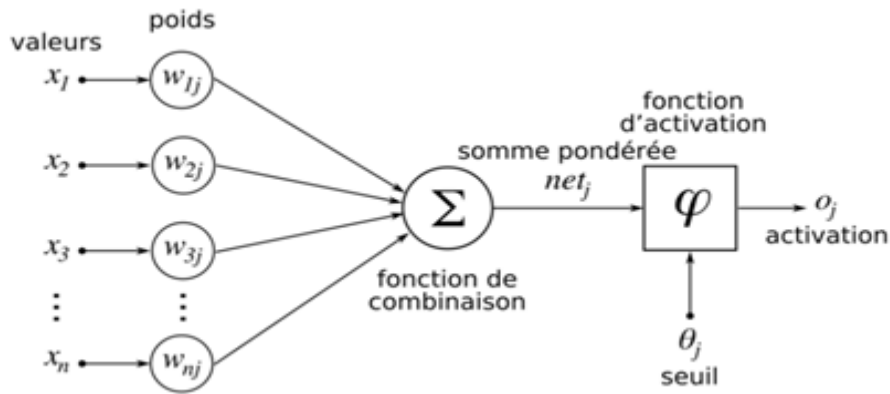 poids
valeurs
x₁
w₁ⱼ
x₂
w₂ⱼ
x₃
w₃ⱼ
⋮
⋮
xₙ
wₙⱼ
Σ
fonction de
combinaison
somme pondérée
netⱼ
fonction
d'activation
φ
oⱼ
activation
θⱼ
seuil